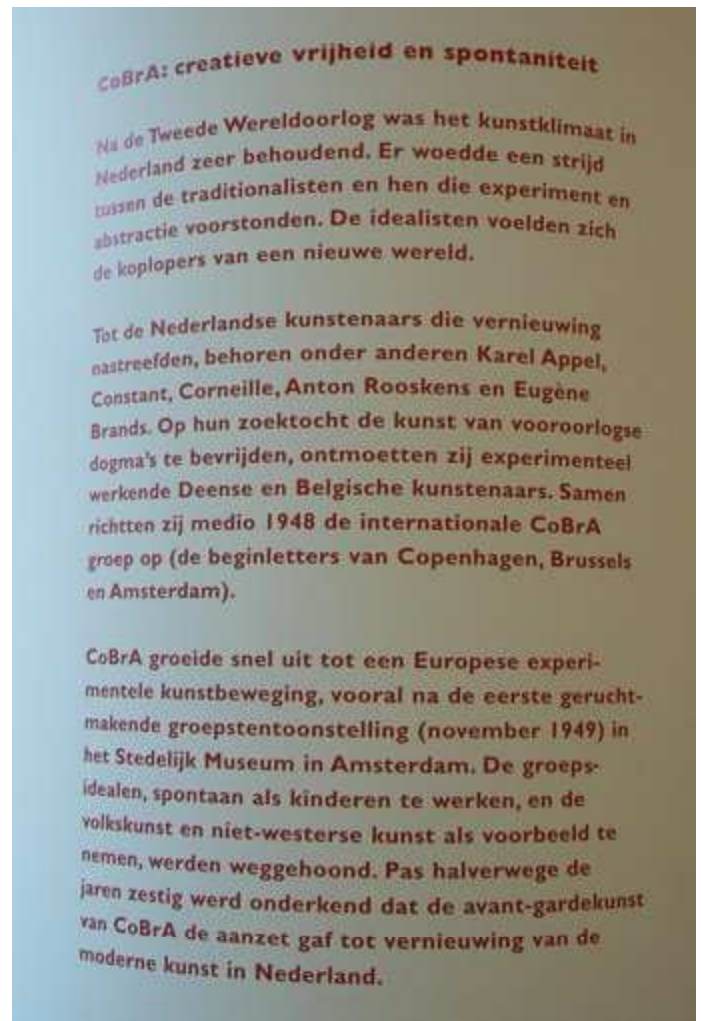 CoBrA: creatieve vrijheid en spontaniteit
Na de Tweede Wereldoorlog was het kunstklimaat in
Nederland zeer behoudend. Er woedde een strijd
tussen de traditionalisten en hen die experiment en
abstractie voorstonden. De idealisten voelden zich
de koplopers van een nieuwe wereld.
Tot de Nederlandse kunstenaars die vernieuwing
nastreefden, behoren onder anderen Karel Appel,
Constant, Corneille, Anton Rooskens en Eugène
Brands. Op hun zoektocht de kunst van vooroorlogse
dogma's te bevrijden, ontmoetten zij experimenteel
werkende Deense en Belgische kunstenaars. Samen
richtten zij medio 1948 de internationale CoBrA
groep op (de beginletters van Copenhagen, Brussels
en Amsterdam).
CoBrA groeide snel uit tot een Europese experi-
mentele kunstbeweging, vooral na de eerste gerucht-
makende groepstentoonstelling (november 1949) in
het Stedelijk Museum in Amsterdam. De groeps-
idealen, spontaan als kinderen te werken, en de
volkskunst en niet-westerse kunst als voorbeeld te
nemen, werden weggehoond. Pas halverwege de
jaren zestig werd onderkend dat de avant-gardekunst
van CoBrA de aanzet gaf tot vernieuwing van de
moderne kunst in Nederland.